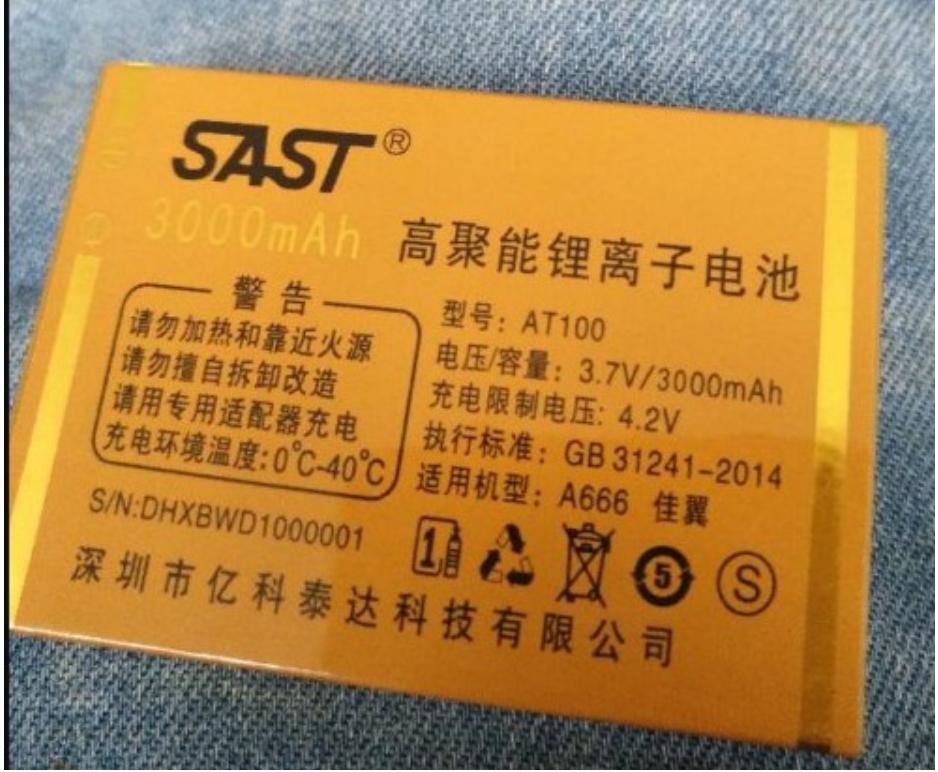 SAST®
3000mAh 高聚能锂离子电池
警告
请勿加热和靠近火源
请勿擅自拆卸改造
请用专用适配器充电
充电环境温度:0℃-40℃
型号: AT100
电压/容量: 3.7V/3000mAh
充电限制电压: 4.2V
执行标准: GB 31241-2014
适用机型: A666 佳翼
S/N:DHXBWD1000001
1
5
S
深圳市亿科泰达科技有限公司